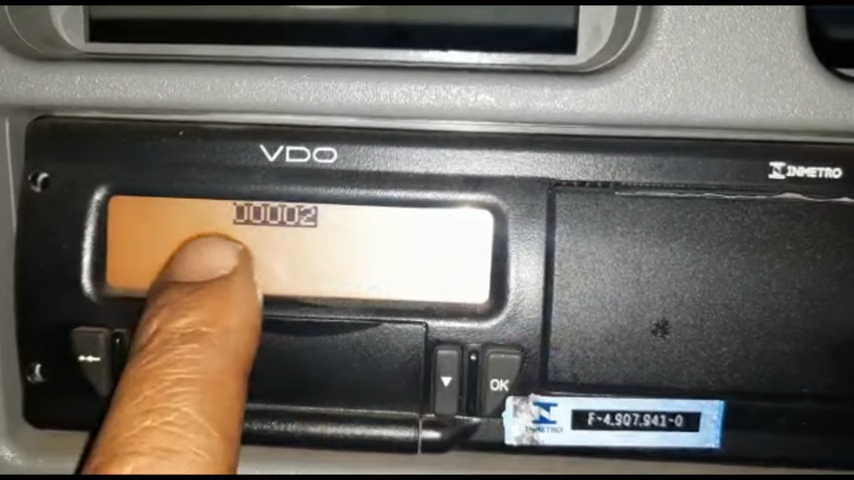 VDO
INMETRO
00002
OK
INMETRO
F-4.907.941-0